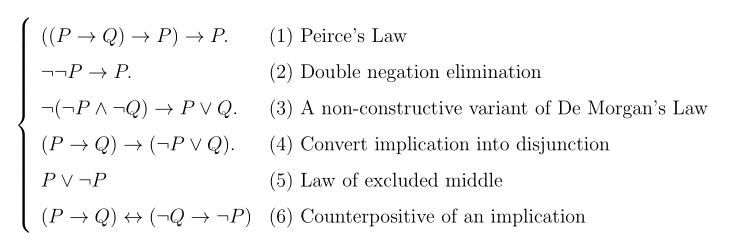 ((P → Q) → P) → P. (1) Peirce's Law
¬¬P → P. (2) Double negation elimination
¬(¬P ∧ ¬Q) → P ∨ Q. (3) A non-constructive variant of De Morgan's Law
(P → Q) → (¬P ∨ Q). (4) Convert implication into disjunction
P ∨ ¬P (5) Law of excluded middle
(P → Q) ↔ (¬Q → ¬P) (6) Counterpositive of an implication